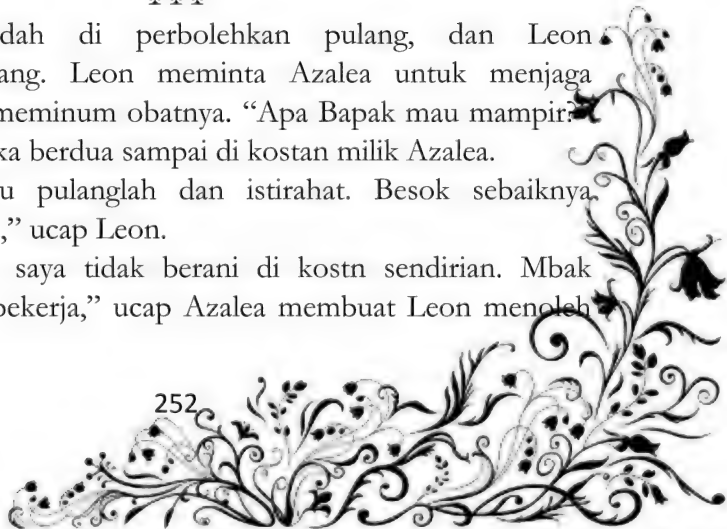 dah di perbolehkan pulang, dan Leon
ang. Leon meminta Azalea untuk menjaga
meminum obatnya. “Apa Bapak mau mampir?
ka berdua sampai di kostan milik Azalea.
u pulanglah dan istirahat. Besok sebaiknya
,” ucap Leon.
saya tidak berani di kostn sendirian. Mbak
bekerja,” ucap Azalea membuat Leon menoleh
252